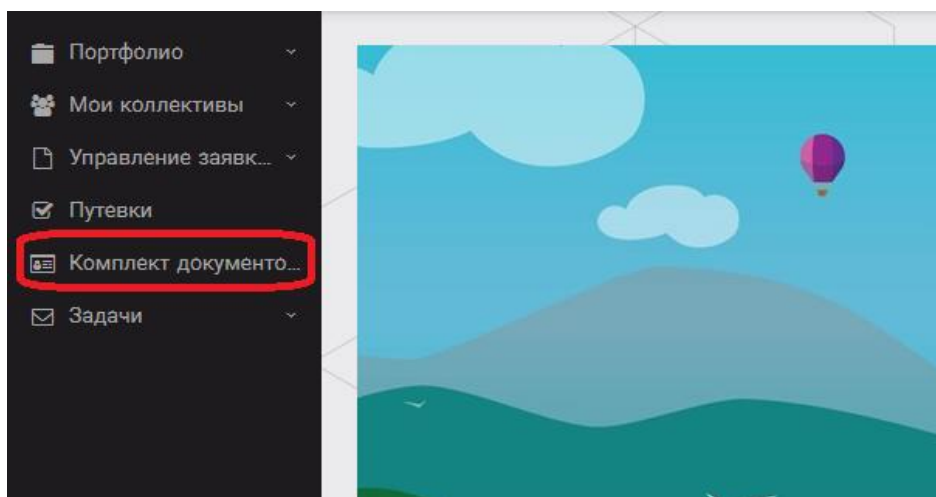 Портфолио
Мои коллективы
Управление заявк...
Путевки
Комплект документо...
Задачи